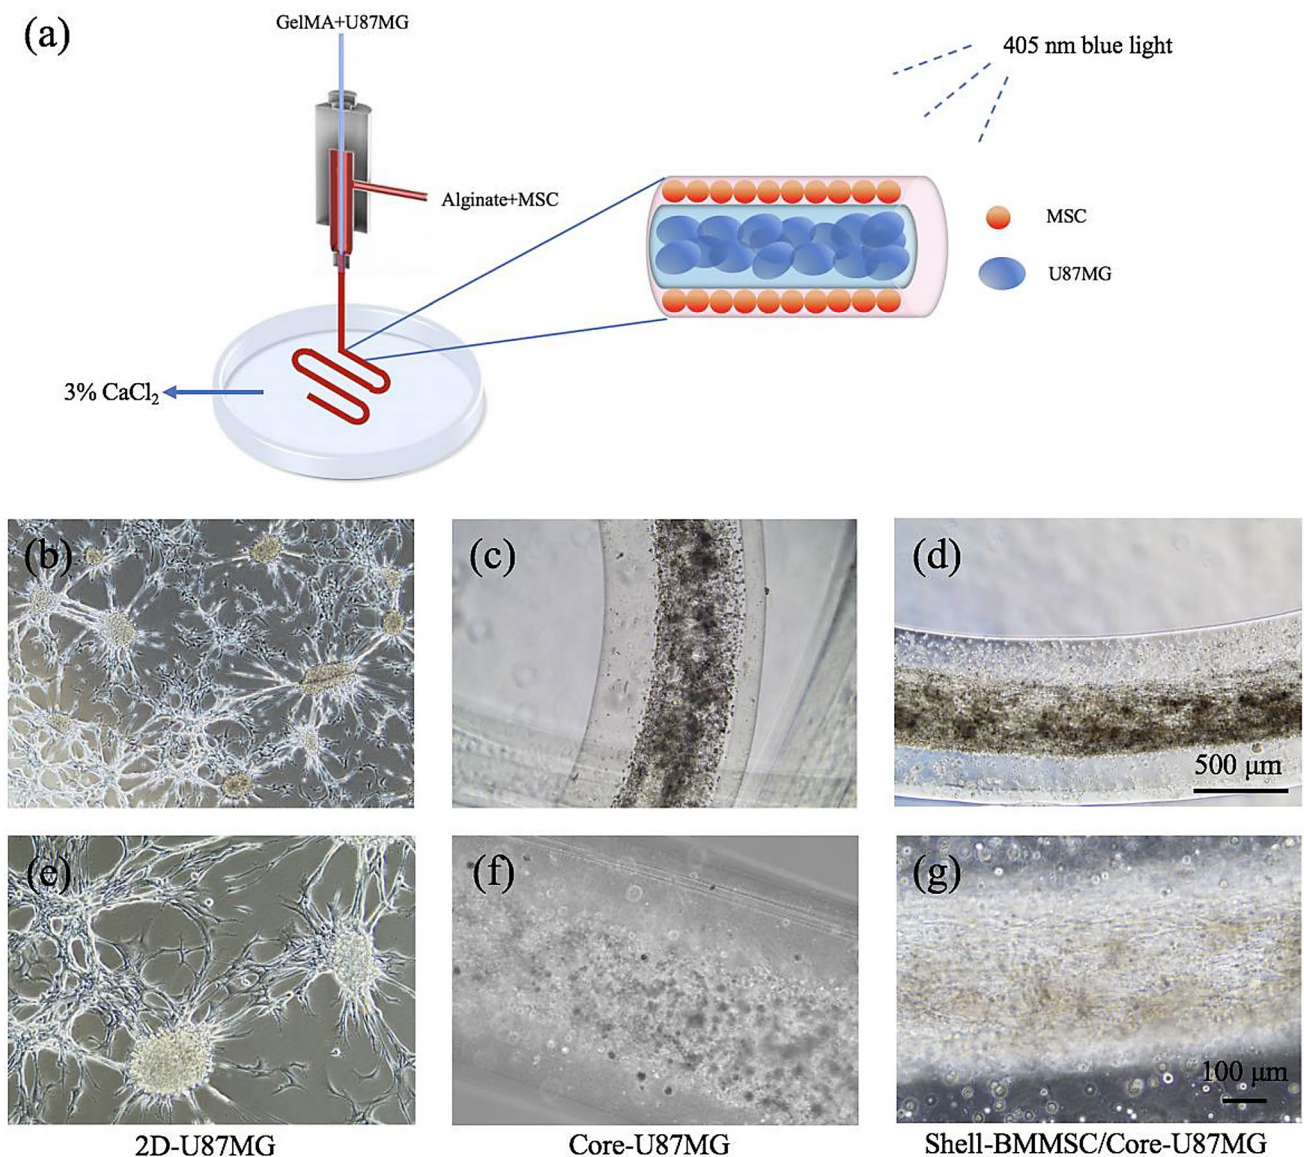 (a)
GelMA+U87MG
405 nm blue light
Alginate+MSC
MSC
U87MG
3% CaCl₂
(b)
(c)
(d)
500 μm
(e)
(f)
(g)
100 μm
2D-U87MG
Core-U87MG
Shell-BMMSC/Core-U87MG